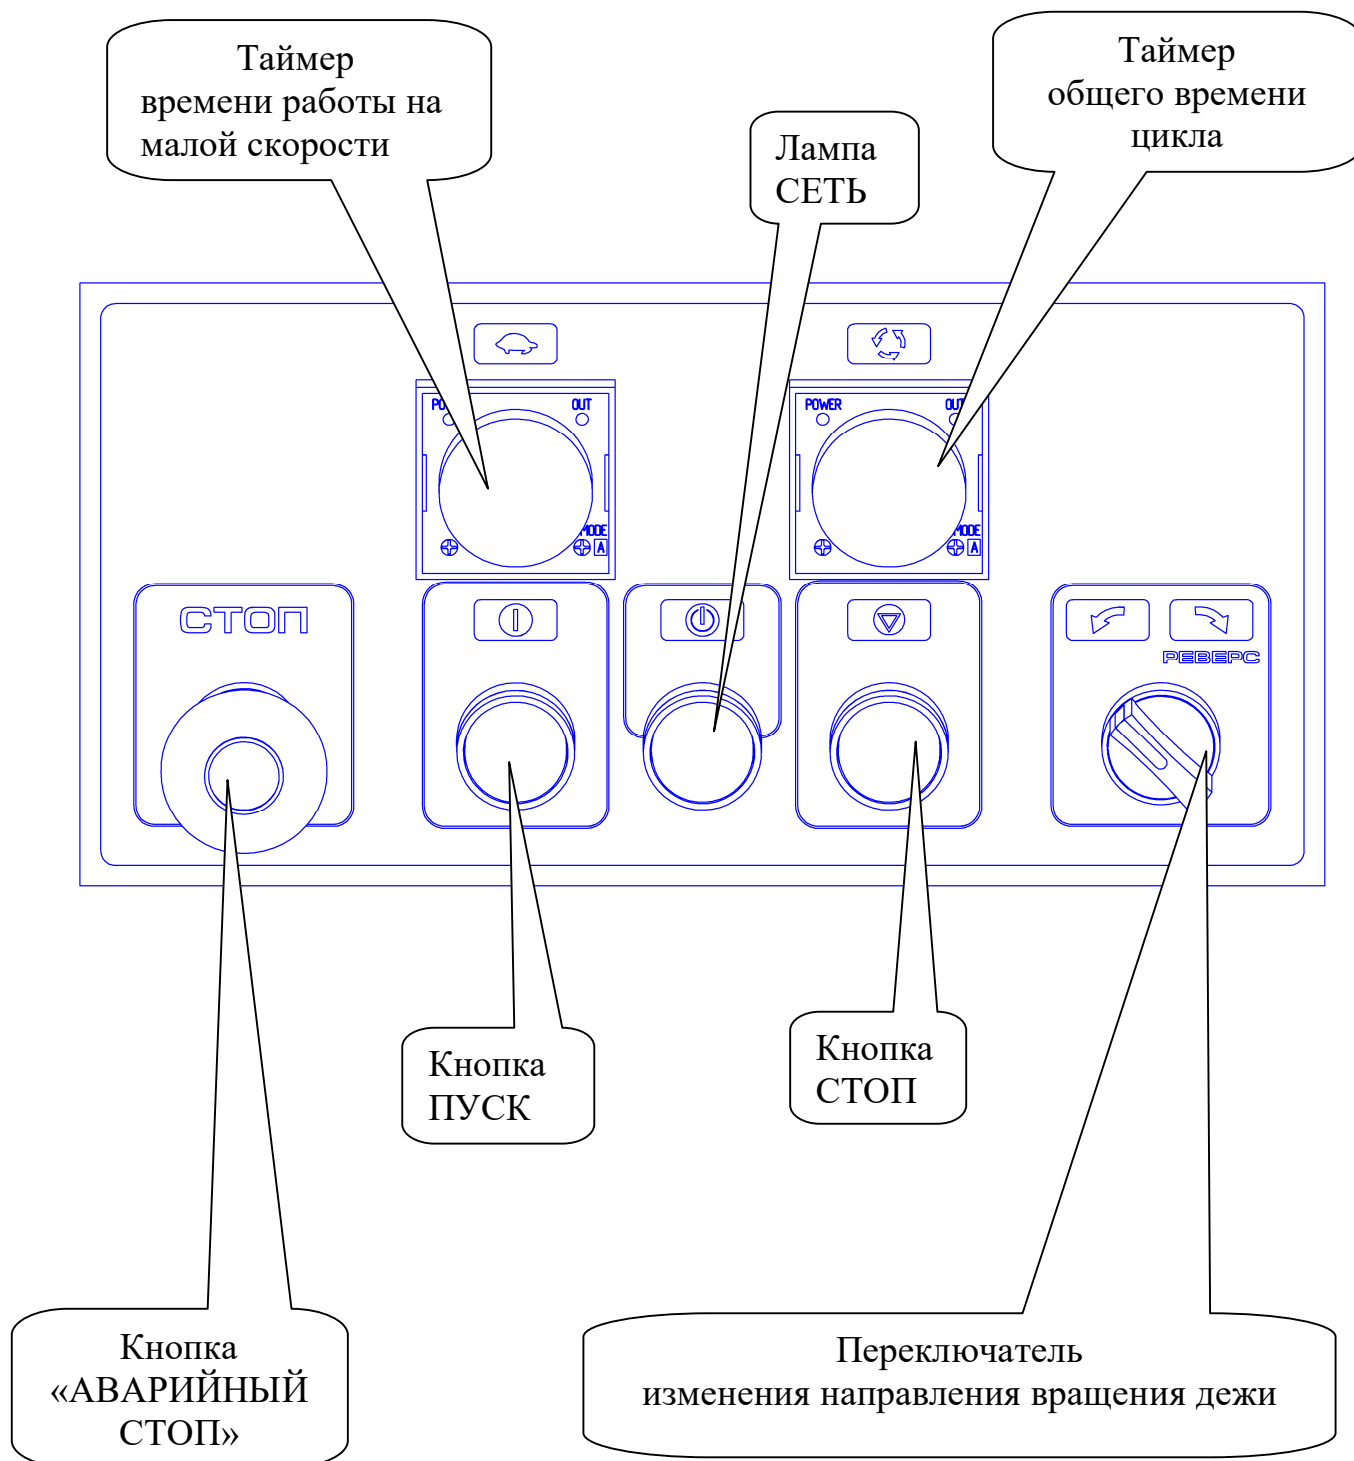 Таймер
времени работы на
малой скорости
Таймер
общего времени
цикла
Лампа
СЕТЬ
OUT
MODE
A
POWER
MODE
A
СТОП
РЕВЕРС
Кнопка
ПУСК
Кнопка
СТОП
Кнопка
«АВАРИЙНЫЙ
СТОП»
Переключатель
изменения направления вращения дежи